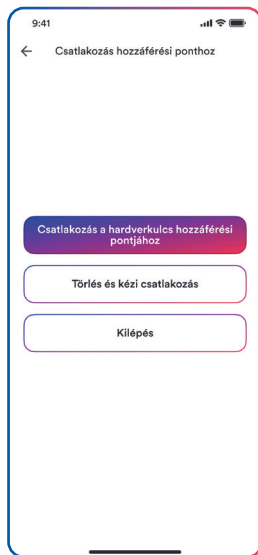 9:41
Csatlakozás hozzáférési ponthoz
Csatlakozás a hardverkulcs hozzáférési
pontjához
Törlés és kézi csatlakozás
Kilépés